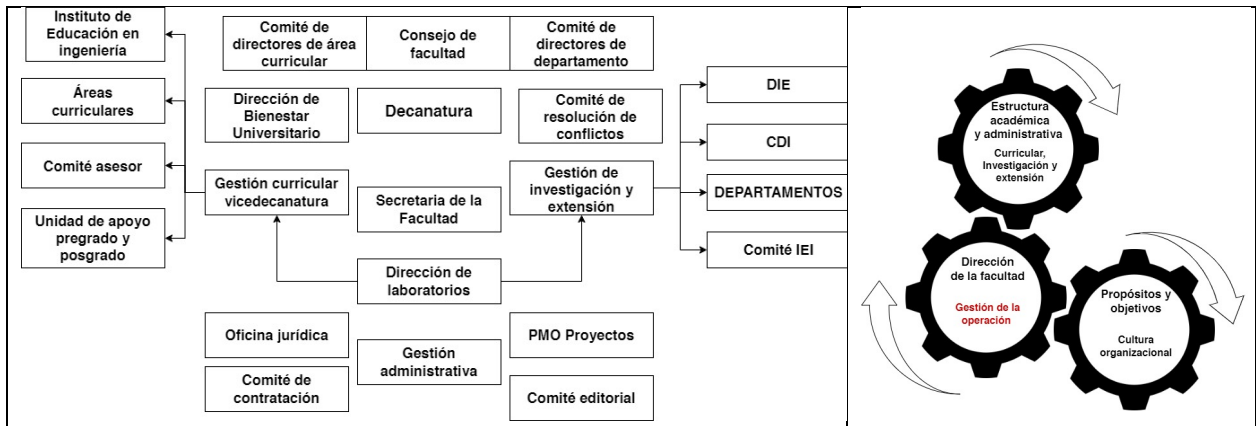 Instituto de
Educación en
ingeniería
Áreas
curriculares
Comité asesor
Unidad de apoyo
pregrado y
posgrado
Comité de
directores de área
curricular
Consejo de
facultad
Comité de
directores de
departamento
Dirección de
Bienestar
Universitario
Decanatura
Comité de
resolución de
conflictos
Gestión curricular
vicedecanatura
Secretaria de la
Facultad
Gestión de
investigación y
extensión
Dirección de
laboratorios
Oficina jurídica
Gestión
administrativa
PMO Proyectos
Comité de
contratación
Comité editorial
DIE
CDI
DEPARTAMENTOS
Comité IEI
Estructura
académica
y administrativa
Curricular,
Investigación y
extensión
Dirección
de la facultad
Gestión de la
operación
Propósitos y
objetivos
Cultura
organizacional